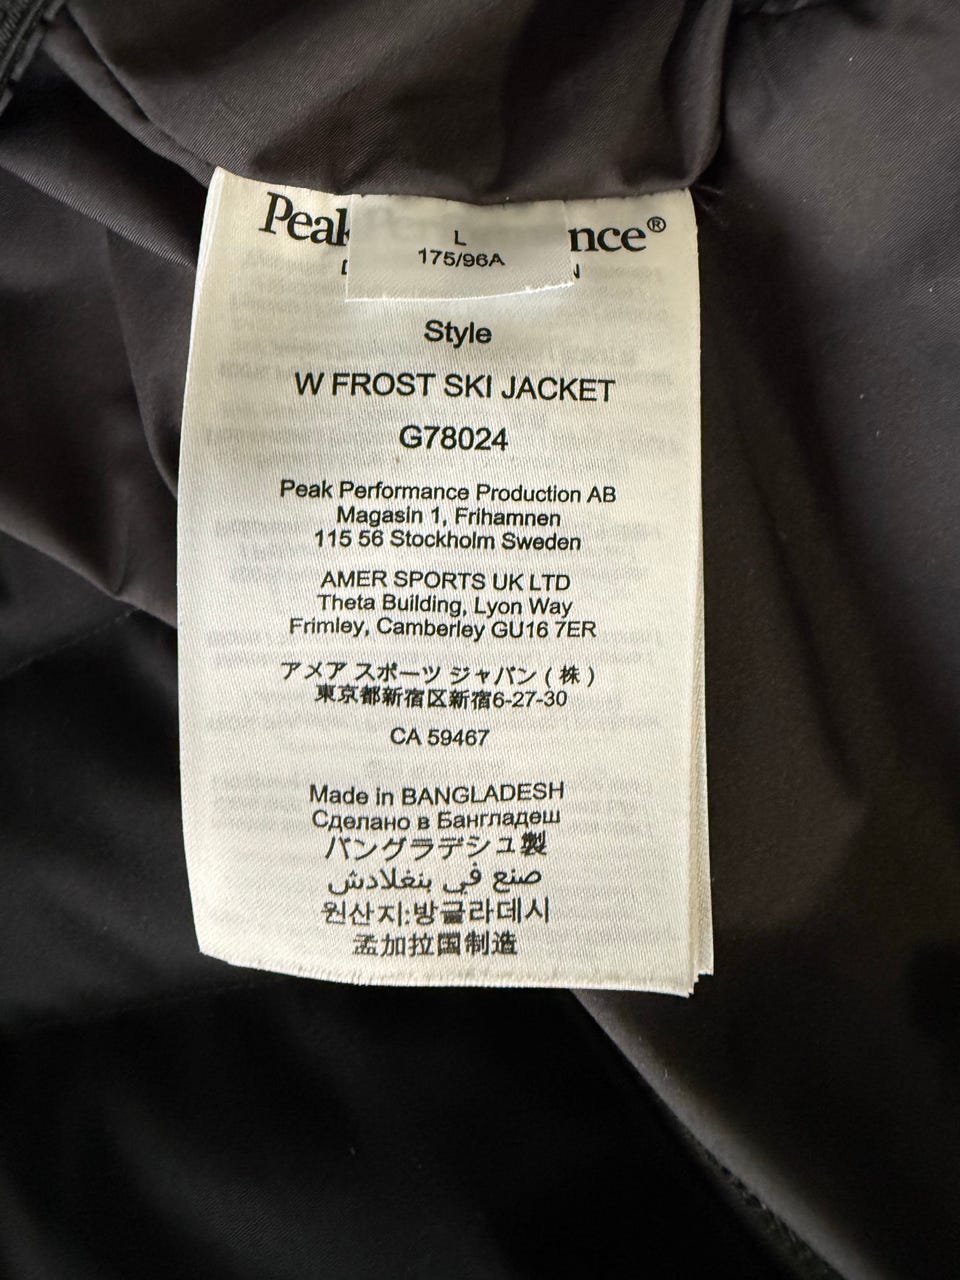 Peak nce®
L
175/96A
Style
W FROST SKI JACKET
G78024
Peak Performance Production AB
Magasin 1, Frihamnen
115 56 Stockholm Sweden
AMER SPORTS UK LTD
Theta Building, Lyon Way
Frimley, Camberley GU16 7ER
アメア スポーツ ジャパン ( 株 )
東京都新宿区新宿6-27-30
CA 59467
Made in BANGLADESH
Сделано в Бангладеш
バングラデシュ製
صنع في بنغلادش
원산지:방글라데시
孟加拉国制造